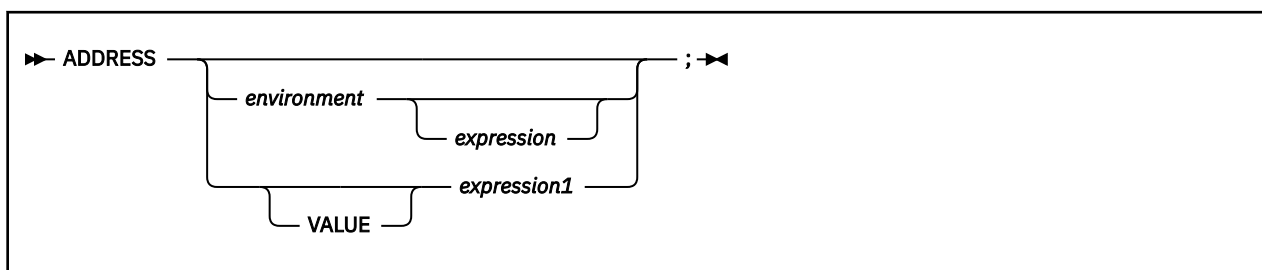 ADDRESS ;
environment
expression
expression1
VALUE